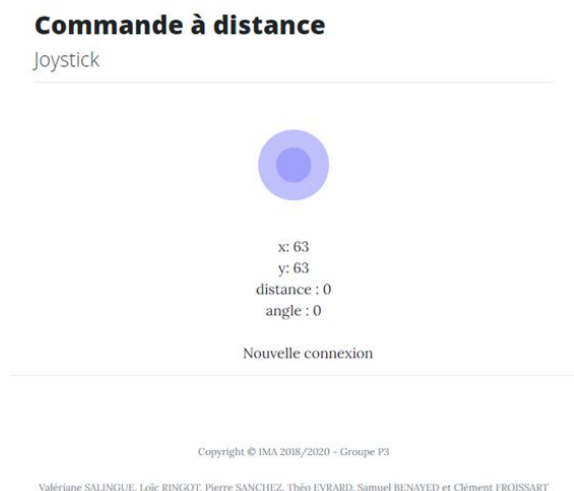 Commande à distance
Joystick
x: 63
y: 63
distance : 0
angle : 0
Nouvelle connexion
Copyright © IMA 2018/2020 - Groupe P3
Valériane SALINGUE, Loïc RINGOT, Pierre SANCHEZ, Théo EVRARD, Samuel BENAYED et Clément FROISSART